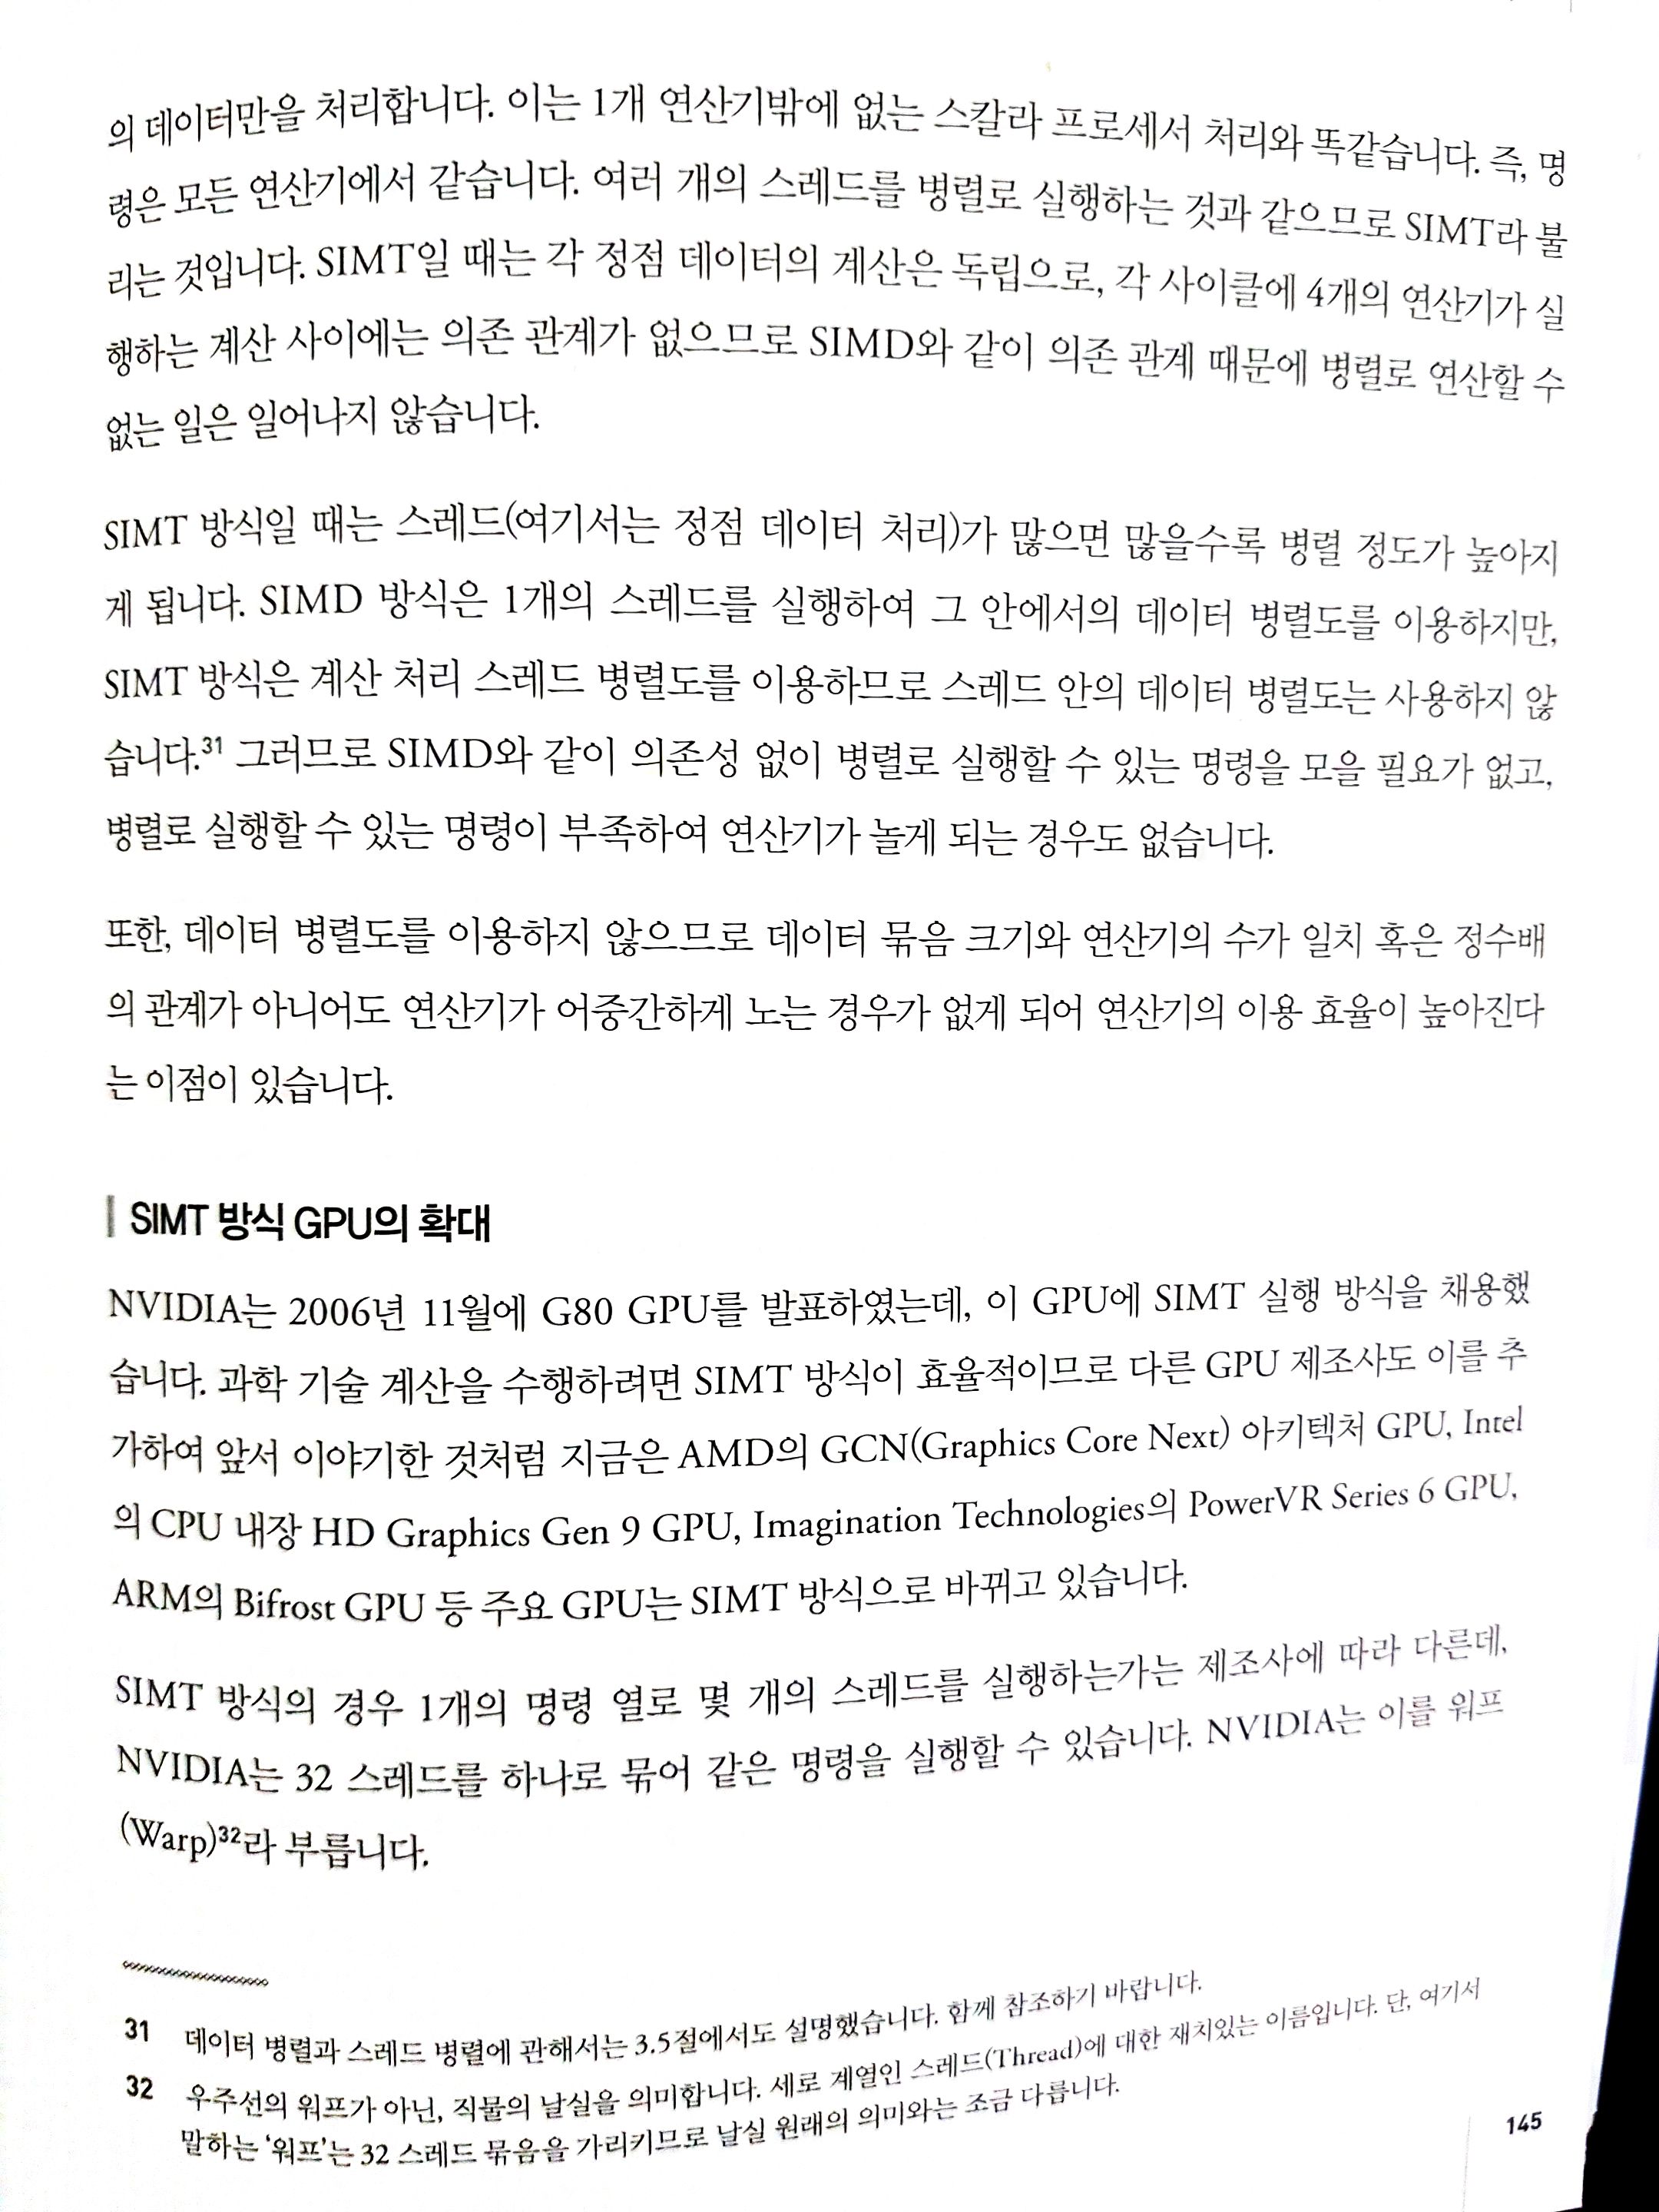 의 데이터만을 처리합니다. 이는 1개 연산기밖에 없는 스칼라 프로세서 처리와 똑같습니다. 즉, 명
령은 모든 연산기에서 같습니다. 여러 개의 스레드를 병렬로 실행하는 것과 같으므로 SIMT라 불
리는 것입니다. SIMT일 때는 각 정점 데이터의 계산은 독립으로, 각 사이클에 4개의 연산기가 실
행하는 계산 사이에는 의존 관계가 없으므로 SIMD와 같이 의존 관계 때문에 병렬로 연산할 수
없는 일은 일어나지 않습니다.
SIMT 방식일 때는 스레드(여기서는 정점 데이터 처리)가 많으면 많을수록 병렬 정도가 높아지
게 됩니다. SIMD 방식은 1개의 스레드를 실행하여 그 안에서의 데이터 병렬도를 이용하지만,
SIMT 방식은 계산 처리 스레드 병렬도를 이용하므로 스레드 안의 데이터 병렬도는 사용하지 않
습니다.31 그러므로 SIMD와 같이 의존성 없이 병렬로 실행할 수 있는 명령을 모을 필요가 없고,
병렬로 실행할 수 있는 명령이 부족하여 연산기가 놀게 되는 경우도 없습니다.
또한, 데이터 병렬도를 이용하지 않으므로 데이터 묶음 크기와 연산기의 수가 일치 혹은 정수배
의 관계가 아니어도 연산기가 어중간하게 노는 경우가 없게 되어 연산기의 이용 효율이 높아진다
는 이점이 있습니다.
SIMT 방식 GPU의 확대
NVIDIA는 2006년 11월에 G80 GPU를 발표하였는데, 이 GPU에 SIMT 실행 방식을 채용했
습니다. 과학 기술 계산을 수행하려면 SIMT 방식이 효율적이므로 다른 GPU 제조사도 이를 추
가하여 앞서 이야기한 것처럼 지금은 AMD의 GCN(Graphics Core Next) 아키텍처 GPU, Intel
의 CPU 내장 HD Graphics Gen 9 GPU, Imagination Technologies의 PowerVR Series 6 GPU,
ARM의 Bifrost GPU 등 주요 GPU는 SIMT 방식으로 바뀌고 있습니다.
SIMT 방식의 경우 1개의 명령 열로 몇 개의 스레드를 실행하는가는 제조사에 따라 다른데,
NVIDIA는 32 스레드를 하나로 묶어 같은 명령을 실행할 수 있습니다. NVIDIA는 이를 워프
(Warp)32라 부릅니다.
31 데이터 병렬과 스레드 병렬에 관해서는 3.5절에서도 설명했습니다. 함께 참조하기 바랍니다.
32 우주선의 워프가 아닌, 직물의 날실을 의미합니다. 세로 계열인 스레드(Thread)에 대한 재치있는 이름입니다. 단, 여기서
말하는 '워프'는 32 스레드 묶음을 가리키므로 날실 원래의 의미와는 조금 다릅니다.
145